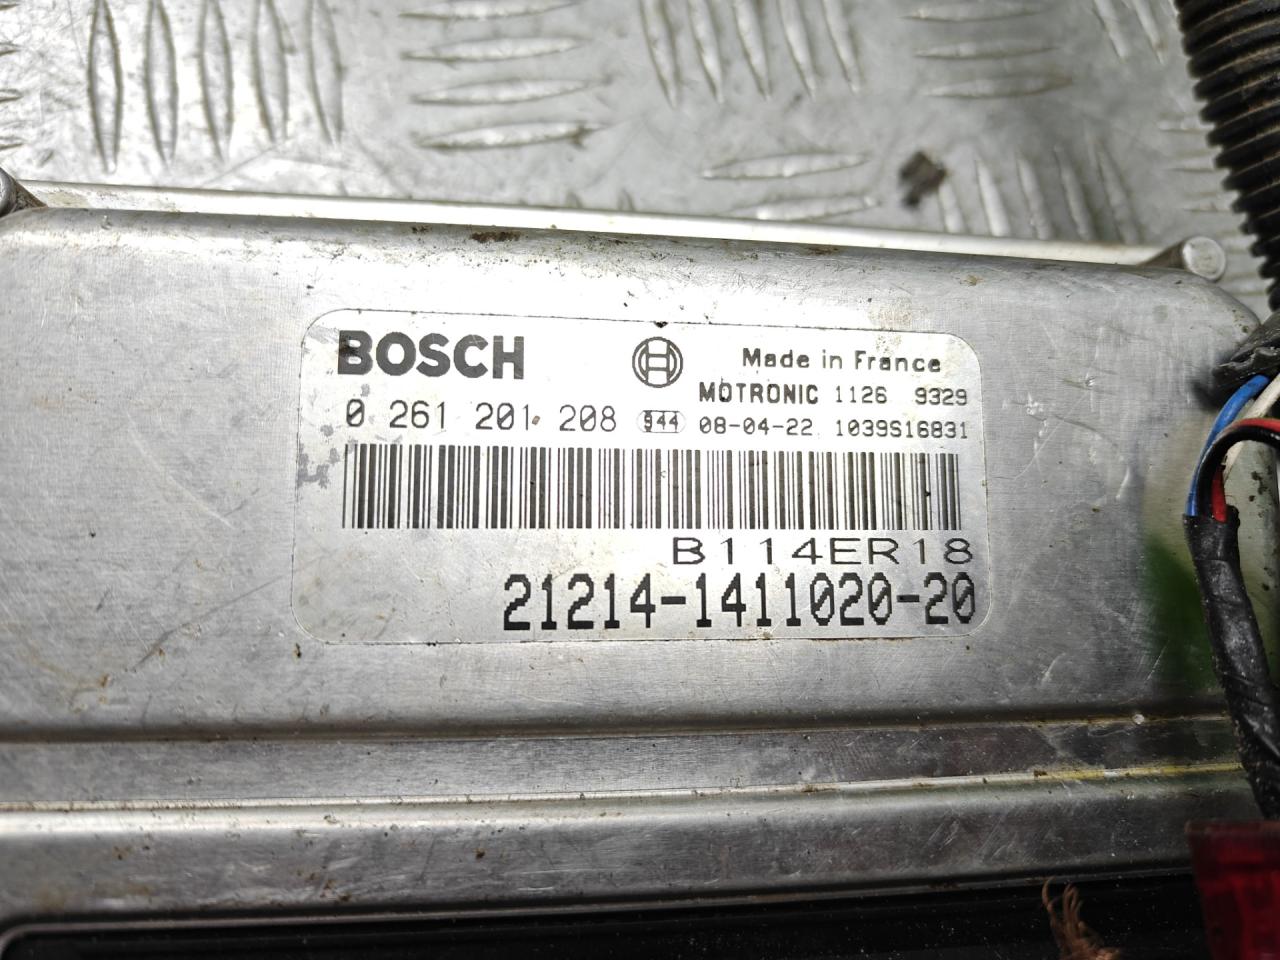 BOSCH
Made in France
MOTRONIC 1126 9329
0 261 201 208 944 08-04-22 1039S16831
B114ER18
21214-1411020-20